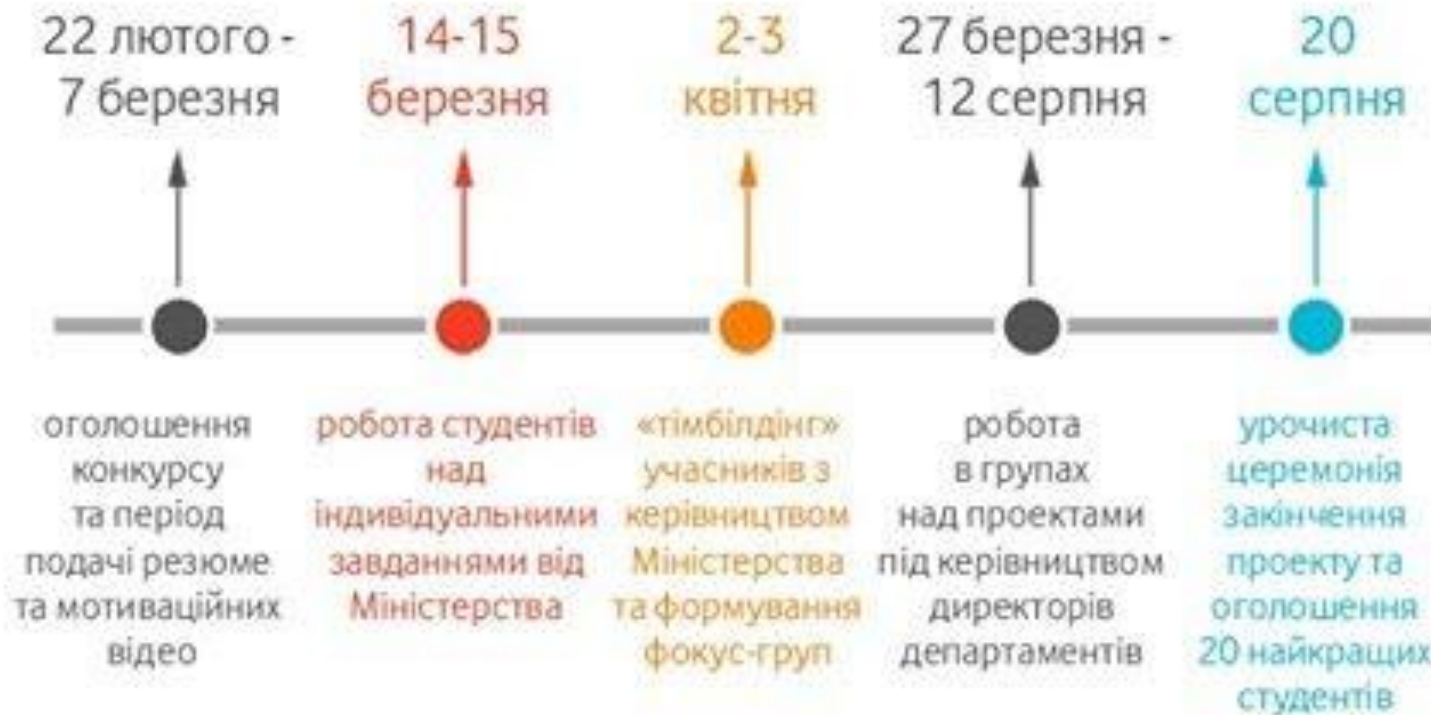 22 лютого -
7 березня
14-15
березня
2-3
квітня
27 березня -
12 серпня
20
серпня
оголошення
конкурсу
та період
подачі резюме
та мотиваційних
відео
робота студентів
над
індивідуальними
завданнями від
Міністерства
«тімбілдінг»
учасників з
керівництвом
Міністерства
та формування
фокус-груп
робота
в групах
над проектами
під керівництвом
директорів
департаментів
урочиста
церемонія
закінчення
проекту та
оголошення
20 найкращих
студентів